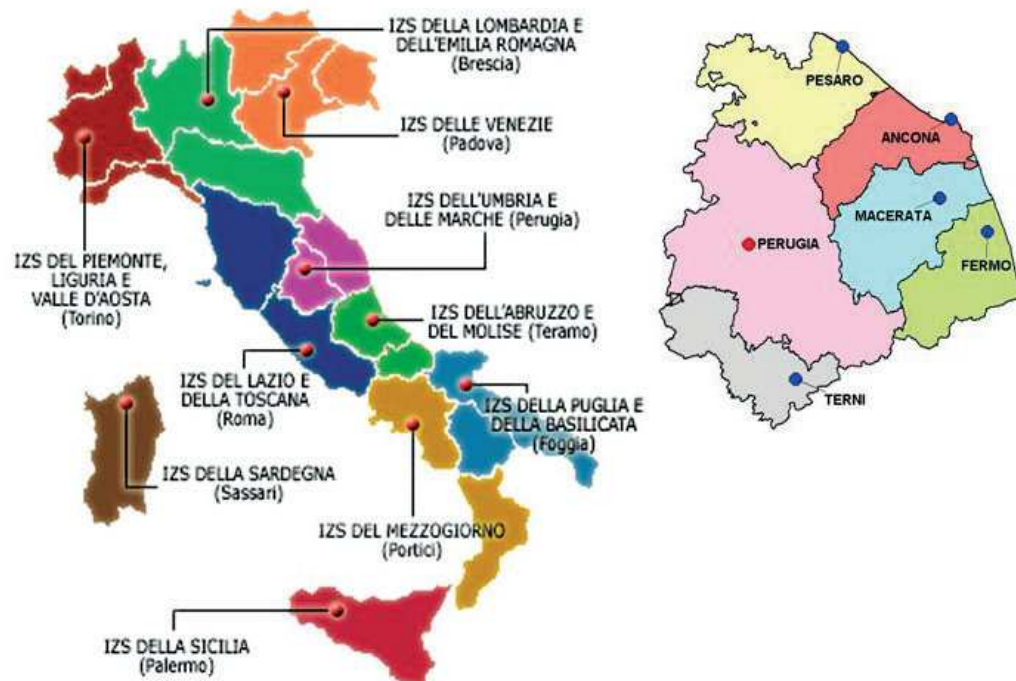 IZS DELLA LOMBARDIA E
DELL'EMILIA ROMAGNA
(Brescia)
IZS DELLE VENEZIE
(Padova)
IZS DELL'UMBRIA E
DELLE MARCHE (Perugia)
IZS DEL PIEMONTE,
LIGURIA E
VALLE D'AOSTA
(Torino)
IZS DELL'ABRUZZO E
DEL MOLISE (Teramo)
IZS DEL LAZIO E
DELLA TOSCANA
(Roma)
IZS DELLA PUGLIA E
DELLA BASILICATA
(Foggia)
IZS DELLA SARDEGNA
(Sassari)
IZS DEL MEZZOGIORNO
(Portici)
IZS DELLA SICILIA
(Palermo)
PESARO
ANCONA
MACERATA
PERUGIA
FERMO
TERNI